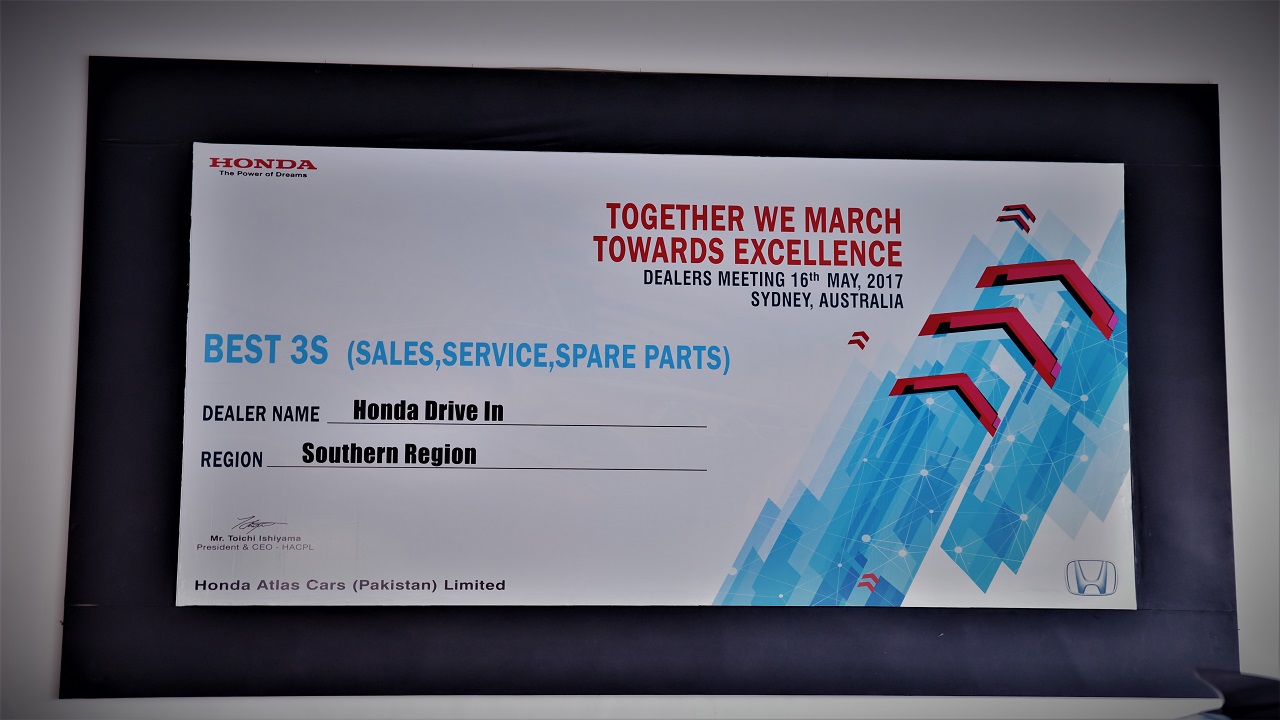 HONDA
The Power of Dreams
TOGETHER WE MARCH
TOWARDS EXCELLENCE
DEALERS MEETING 16th MAY, 2017
SYDNEY, AUSTRALIA
BEST 3S (SALES,SERVICE,SPARE PARTS)
DEALER NAME Honda Drive In
REGION Southern Region
Mr. Toichi Ishiyama
President & CEO - HACPL
Honda Atlas Cars (Pakistan) Limited